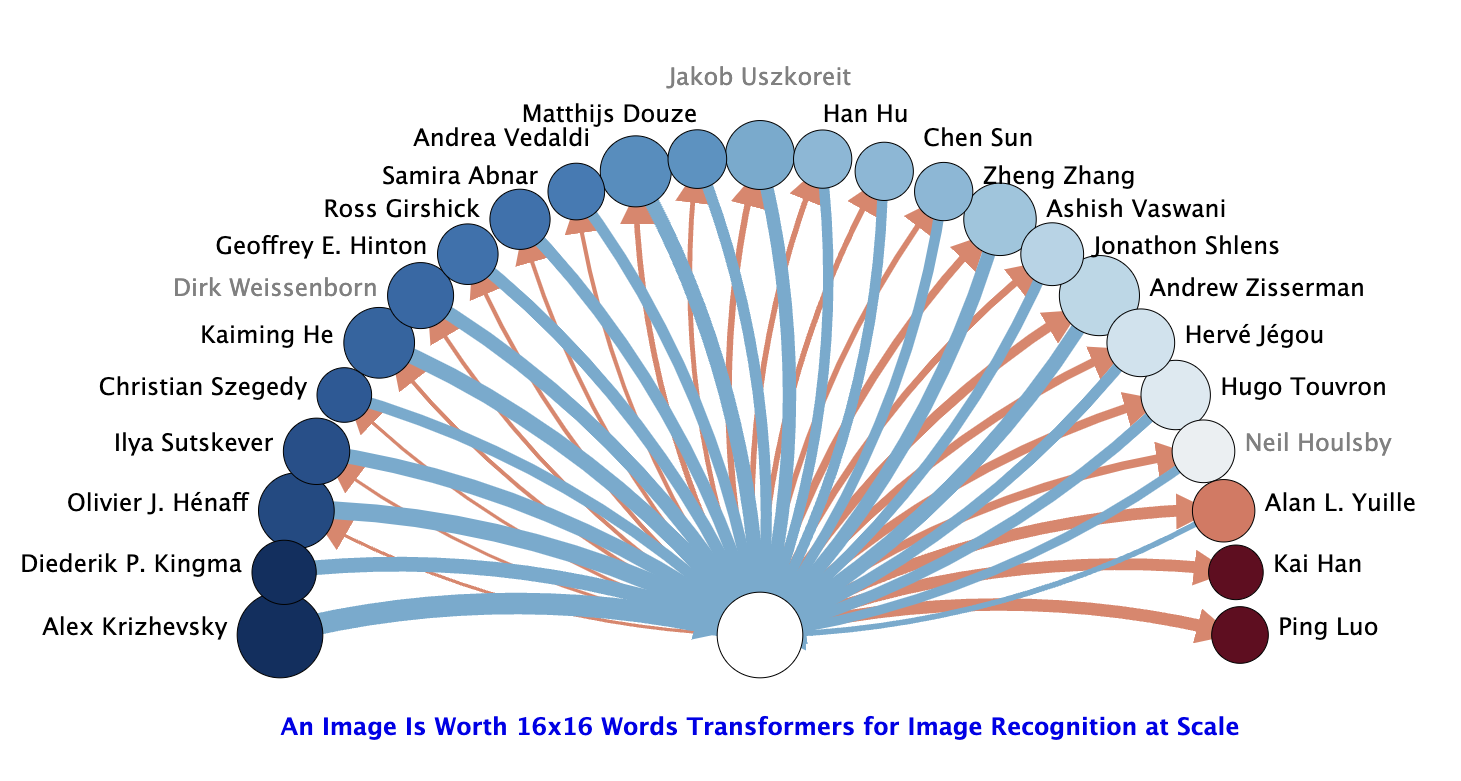 Jakob Uszkoreit
Matthijs Douze
Han Hu
Andrea Vedaldi
Chen Sun
Samira Abnar
Zheng Zhang
Ross Girshick
Ashish Vaswani
Geoffrey E. Hinton
Jonathon Shlens
Dirk Weissenborn
Andrew Zisserman
Kaiming He
Hervé Jégou
Christian Szegedy
Hugo Touvron
Ilya Sutskever
Neil Houlsby
Olivier J. Hénaff
Alan L. Yuille
Diederik P. Kingma
Kai Han
Alex Krizhevsky
Ping Luo
An Image Is Worth 16x16 Words Transformers for Image Recognition at Scale